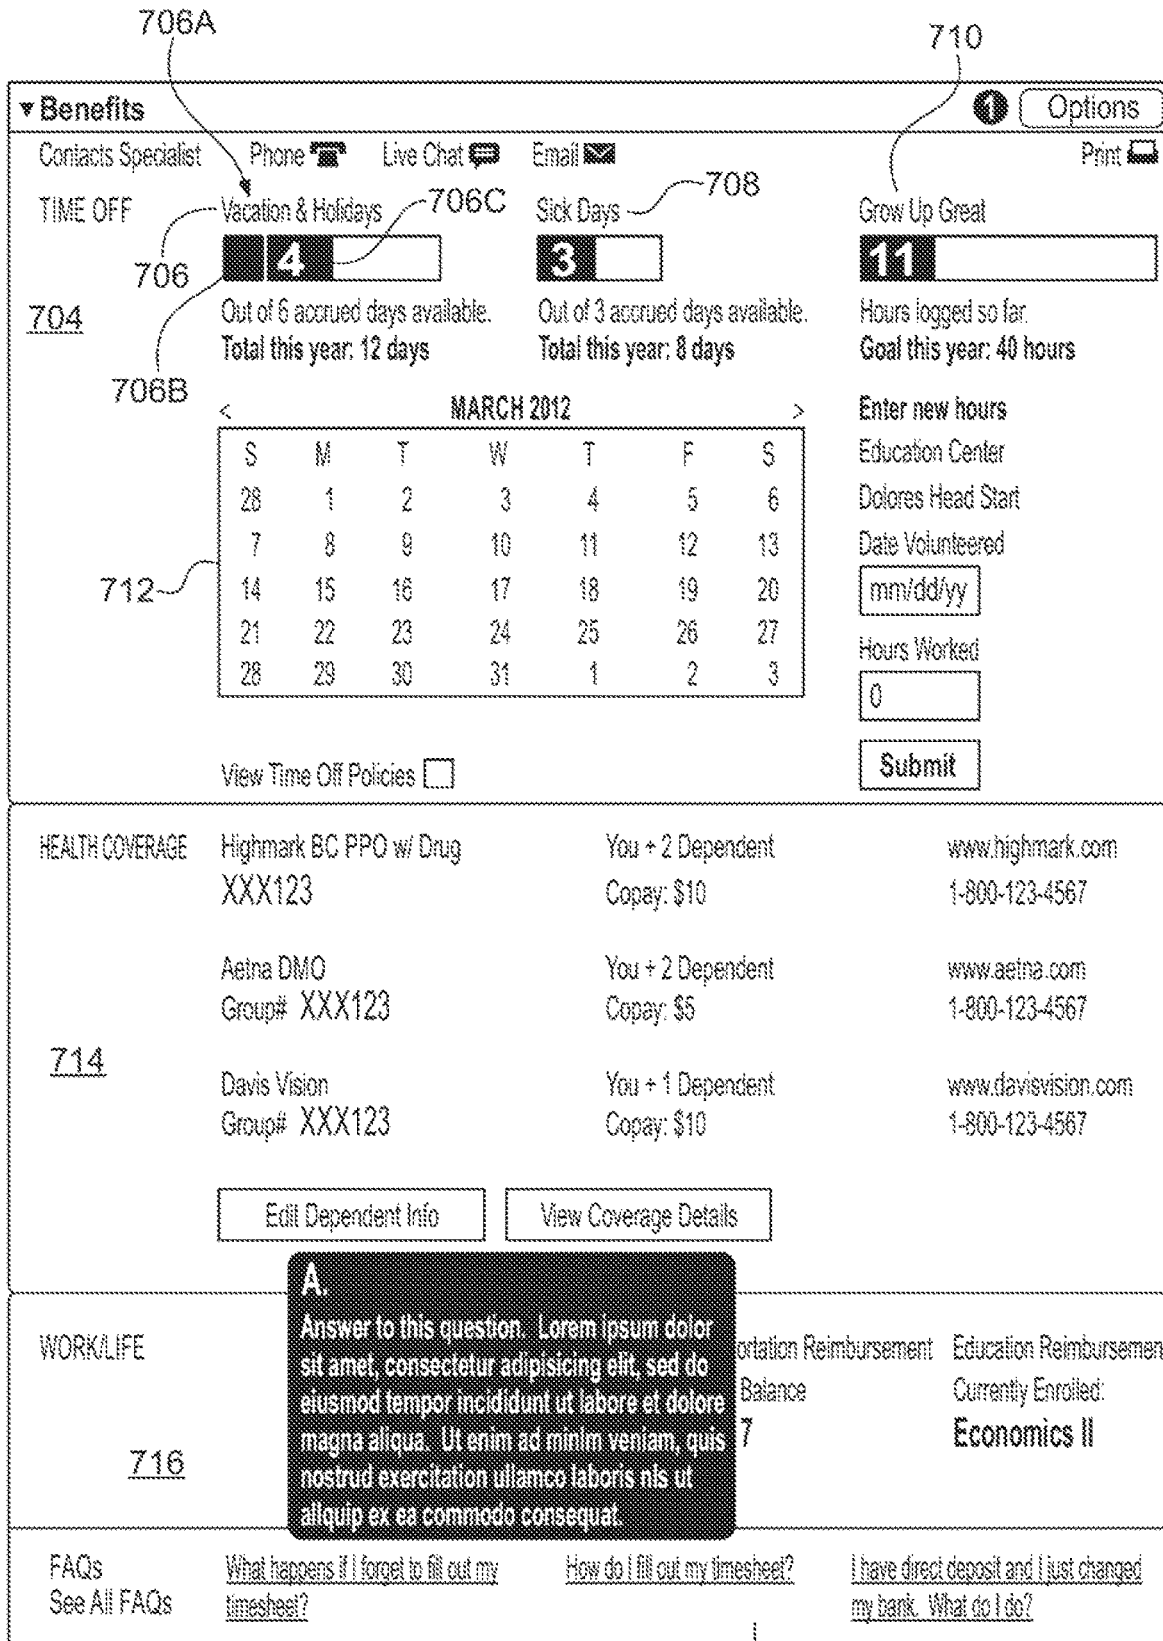 706A
710
▾ Benefits 1 Options
Contacts Specialist Phone Live Chat Email Print
TIME OFF Vacation & Holidays 706C Sick Days 708 Grow Up Great
706 4 3 11
704 Out of 6 accrued days available. Out of 3 accrued days available. Hours logged so far.
Total this year: 12 days Total this year: 8 days Goal this year: 40 hours
706B
< MARCH 2012 > Enter new hours
S M T W T F S Education Center
28 1 2 3 4 5 6 Dolores Head Start
7 8 9 10 11 12 13 Date Volunteered
712 14 15 16 17 18 19 20 mm/dd/yy
21 22 23 24 25 26 27 Hours Worked
28 29 30 31 1 2 3 0
View Time Off Policies Submit
HEALTH COVERAGE Highmark BC PPO w/ Drug You + 2 Dependent www.highmark.com
XXX123 Copay: $10 1-800-123-4567
Aetna DMO You + 2 Dependent www.aetna.com
Group# XXX123 Copay: $5 1-800-123-4567
714
Davis Vision You + 1 Dependent www.davisvision.com
Group# XXX123 Copay: $10 1-800-123-4567
Edit Dependent Info View Coverage Details
A.
Answer to this question. Lorem ipsum dolor
sit amet, consectetur adipisicing elit, sed do
eiusmod tempor incididunt ut labore et dolore
magna aliqua. Ut enim ad minim veniam, quis
nostrud exercitation ullamco laboris nis ut
aliquip ex ea commodo consequat.
WORK/LIFE ortation Reimbursement Education Reimbursemen
Balance Currently Enrolled:
7 Economics II
716
FAQs What happens if I forget to fill out my How do I fill out my timesheet? I have direct deposit and I just changed
See All FAQs timesheet? my bank. What do I do?